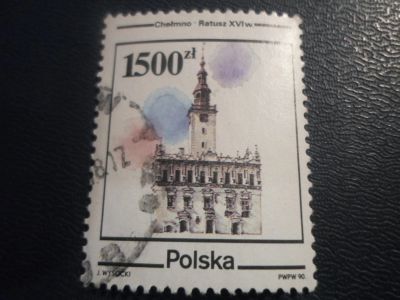 Chełmno - Ratusz XVI w.
1500 zł
Polska
J. WYSOCKI
PWPW 90.